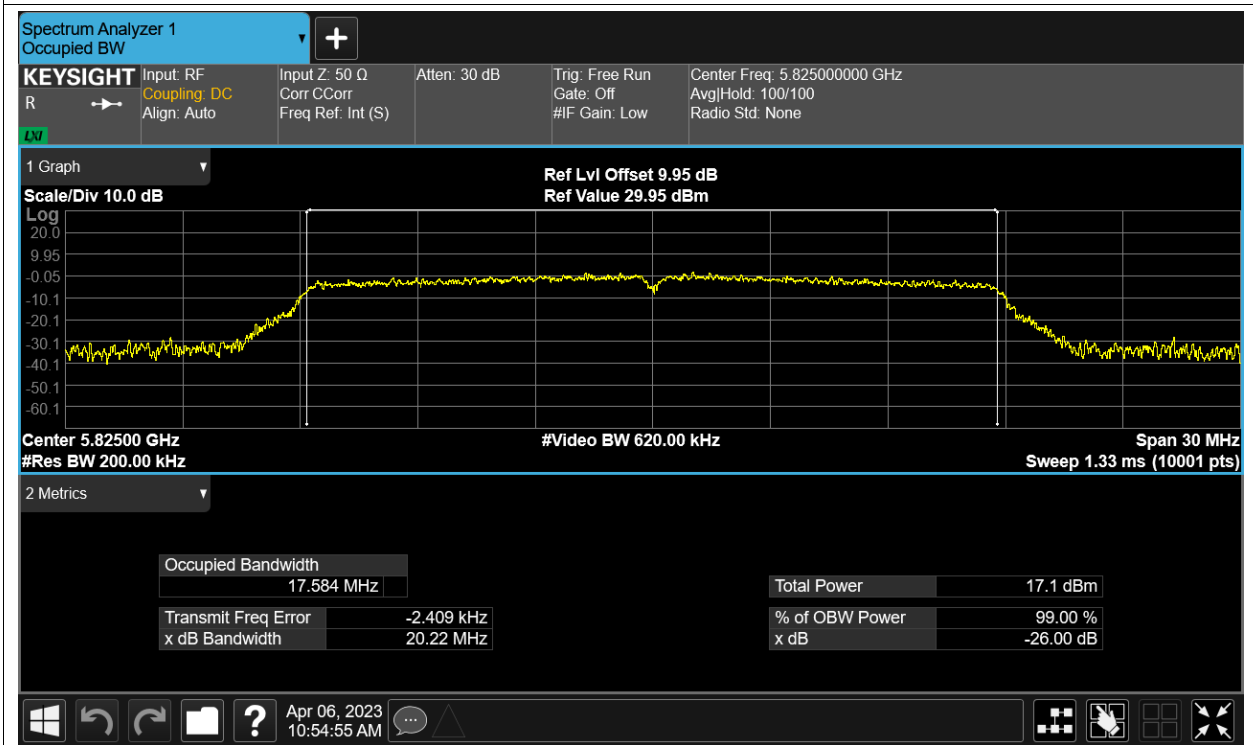 Spectrum Analyzer 1
Occupied BW
KEYSIGHT
R
LXI
Input: RF
Coupling: DC
Align: Auto
Input Z: 50 Ω
Corr CCorr
Freq Ref: Int (S)
Atten: 30 dB
Trig: Free Run
Gate: Off
#IF Gain: Low
Center Freq: 5.825000000 GHz
Avg|Hold: 100/100
Radio Std: None
1 Graph
Scale/Div 10.0 dB
Ref Lvl Offset 9.95 dB
Ref Value 29.95 dBm
Log
20.0
9.95
-0.05
-10.1
-20.1
-30.1
-40.1
-50.1
-60.1
Center 5.82500 GHz
#Video BW 620.00 kHz
Span 30 MHz
#Res BW 200.00 kHz
Sweep 1.33 ms (10001 pts)
2 Metrics
Occupied Bandwidth
17.584 MHz
Total Power 17.1 dBm
Transmit Freq Error -2.409 kHz
% of OBW Power 99.00 %
x dB Bandwidth 20.22 MHz
x dB -26.00 dB
?
Apr 06, 2023
10:54:55 AM